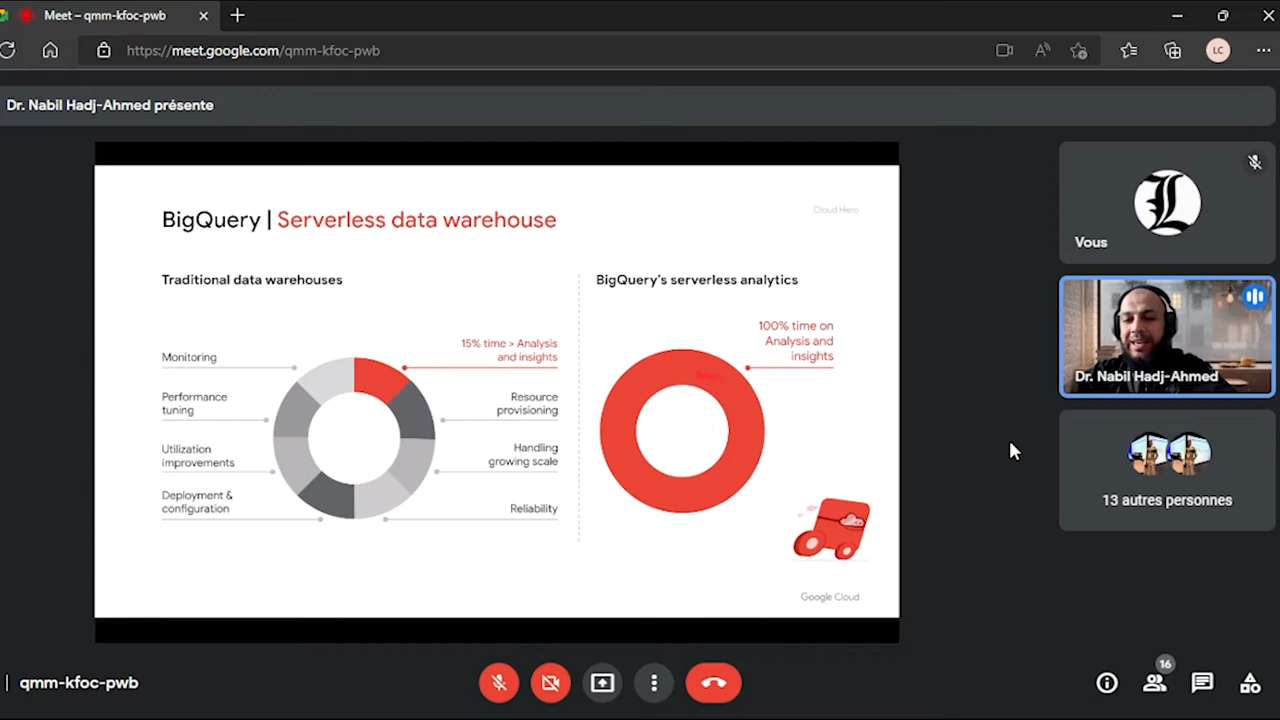 Meet – qmm-kfoc-pwb
https://meet.google.com/qmm-kfoc-pwb
LC
Dr. Nabil Hadj-Ahmed présente
BigQuery | Serverless data warehouse
Cloud Hero
Traditional data warehouses
Monitoring
Performance
tuning
Utilization
improvements
Deployment &
configuration
15% time > Analysis
and insights
Resource
provisioning
Handling
growing scale
Reliability
BigQuery's serverless analytics
100% time on
Analysis and
insights
Google Cloud
L
Vous
Dr. Nabil Hadj-Ahmed
13 autres personnes
qmm-kfoc-pwb
16